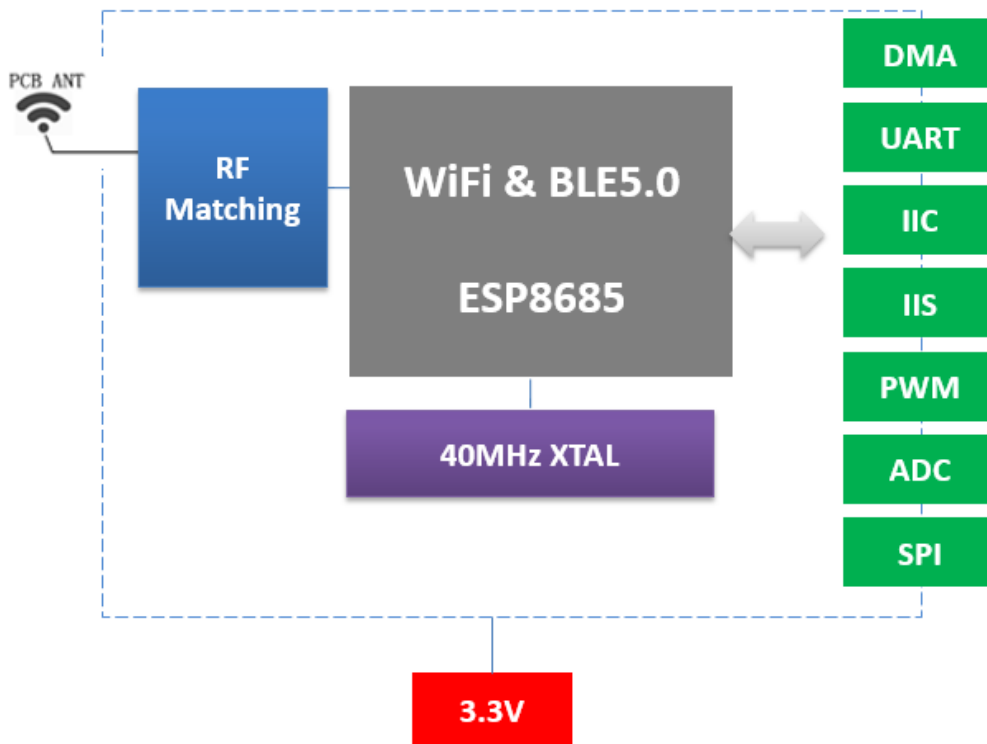 PCB ANT
RF
Matching
WiFi & BLE5.0
ESP8685
40MHz XTAL
DMA
UART
IIC
IIS
PWM
ADC
SPI
3.3V